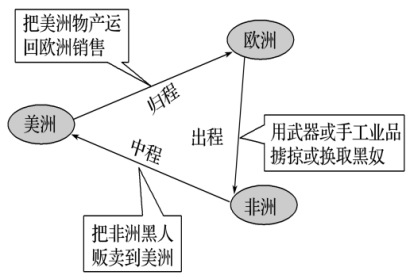 把美洲物产运
回欧洲销售
欧洲
归程
美洲
出程
用武器或手工业品
掳掠或换取黑奴
中程
非洲
把非洲黑人
贩卖到美洲